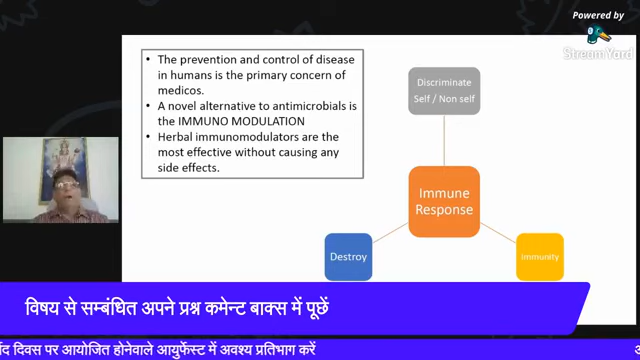 Powered by
StreamYard
• The prevention and control of disease
in humans is the primary concern of
medicos.
• A novel alternative to antimicrobials is
the IMMUNO MODULATION
• Herbal immunomodulators are the
most effective without causing any
side effects.
Discriminate
Self / Non self
Immune
Response
Destroy
Immunity
विषय से सम्बंधित अपने प्रश्न कमेन्ट बाक्स में पूछें
दिवस पर आयोजित होनेवाले आयुर्फेस्ट में अवश्य प्रतिभाग करें